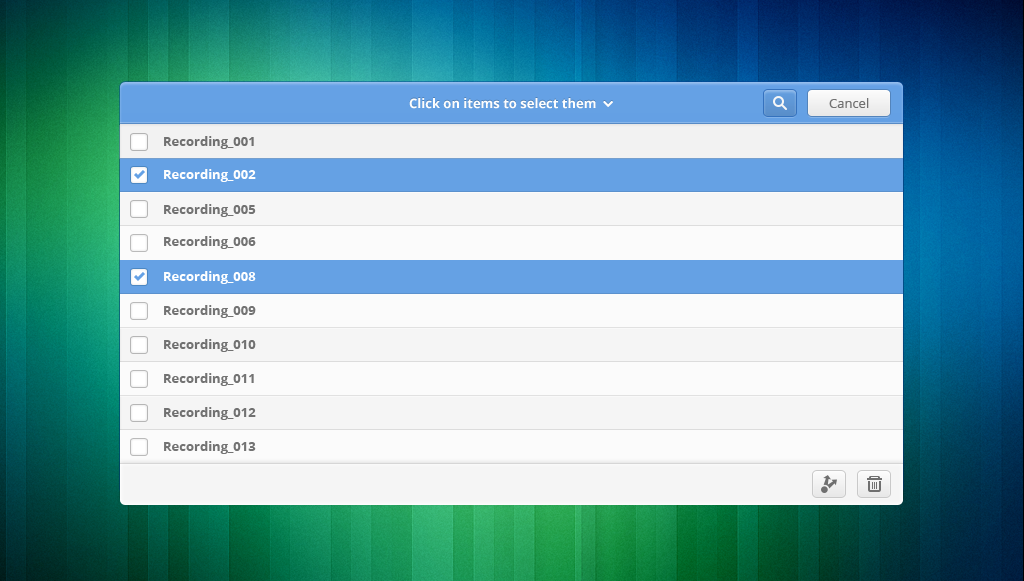 Click on items to select them
Cancel
Recording_001
Recording_002
Recording_005
Recording_006
Recording_008
Recording_009
Recording_010
Recording_011
Recording_012
Recording_013